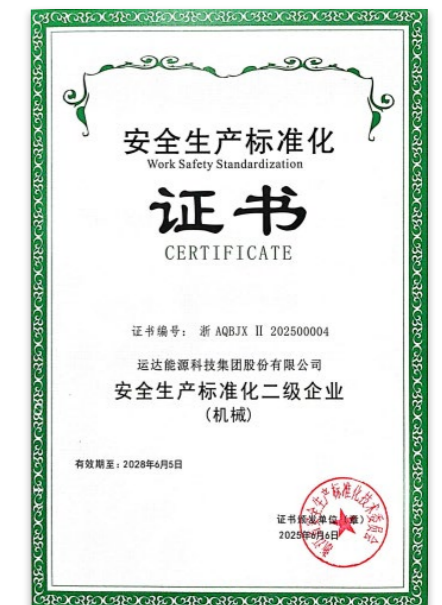 安全生产标准化
Work Safety Standardization
证书
CERTIFICATE
证书编号： 浙 AQBJX Ⅱ 202500004
运达能源科技集团股份有限公司
安全生产标准化二级企业
(机械)
有效期至：2028年6月5日
证书颁发单位（章）
2025年6月6日